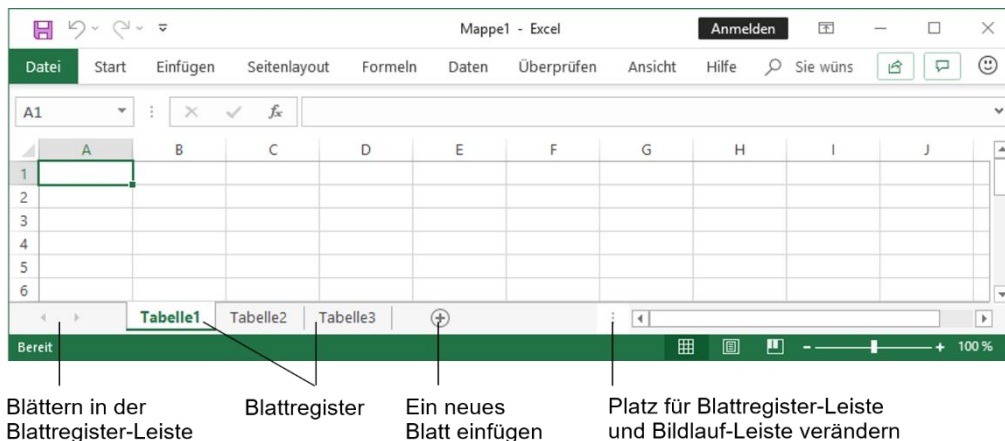 Mappe1 - Excel Anmelden
Datei Start Einfügen Seitenlayout Formeln Daten Überprüfen Ansicht Hilfe Sie wüns
A1 fx
A B C D E F G H I J
1
2
3
4
5
6
Tabelle1 Tabelle2 Tabelle3
Bereit 100 %
Blättern in der
Blattregister-Leiste
Blattregister
Ein neues
Blatt einfügen
Platz für Blattregister-Leiste
und Bildlauf-Leiste verändern